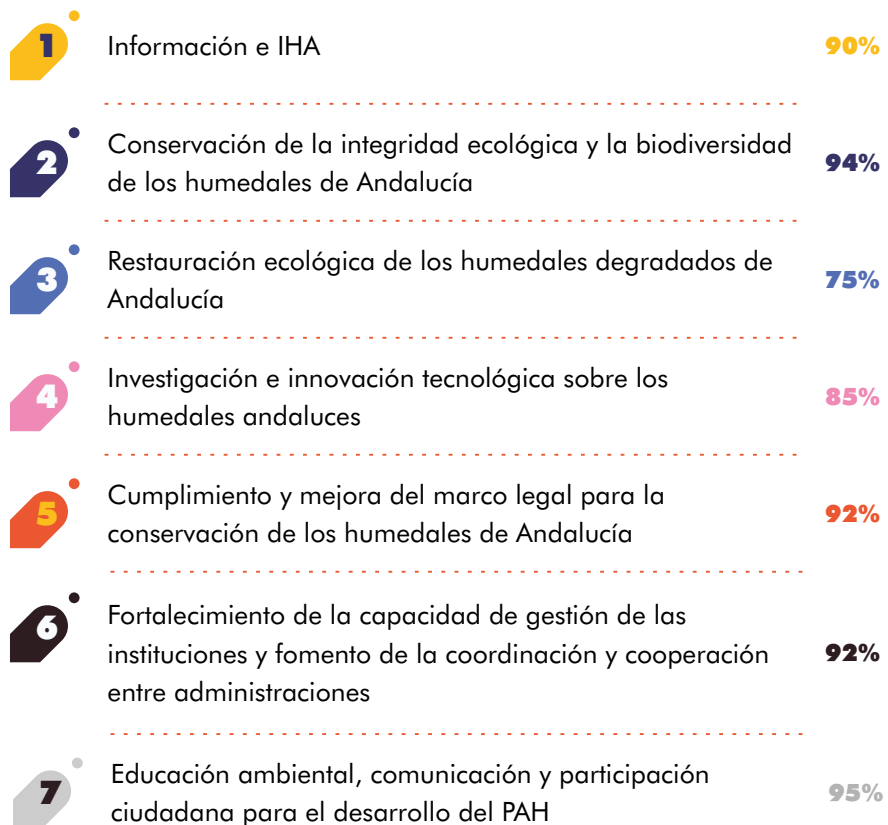 1 Información e IHA 90%
2 Conservación de la integridad ecológica y la biodiversidad
de los humedales de Andalucía 94%
3 Restauración ecológica de los humedales degradados de
Andalucía 75%
4 Investigación e innovación tecnológica sobre los
humedales andaluces 85%
5 Cumplimiento y mejora del marco legal para la
conservación de los humedales de Andalucía 92%
6 Fortalecimiento de la capacidad de gestión de las
instituciones y fomento de la coordinación y cooperación 92%
entre administraciones
7 Educación ambiental, comunicación y participación
ciudadana para el desarrollo del PAH 95%